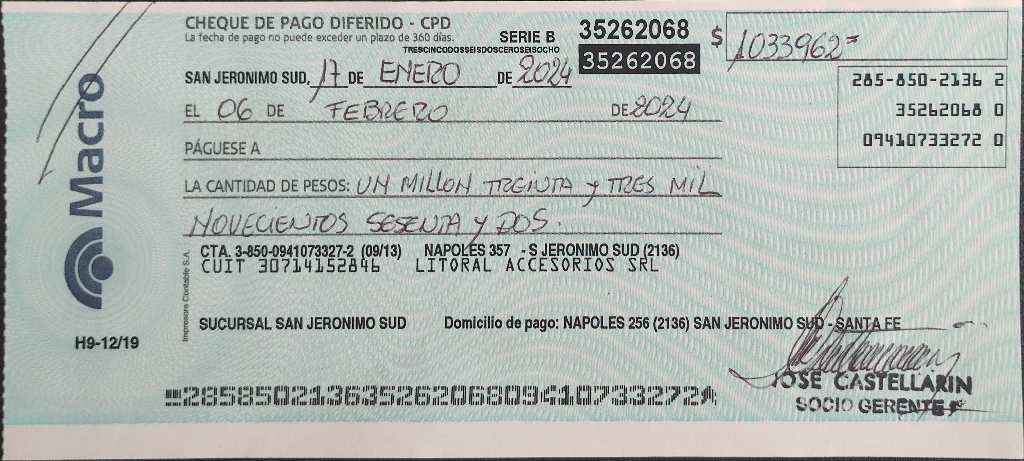 CHEQUE DE PAGO DIFERIDO - CPD
La fecha de pago no puede exceder un plazo de 360 días.
SERIE B 35262068
TRESCINCODOSSEISDOSCEROSEISOCHO
35262068
$ 1033962=
SAN JERONIMO SUD, 17 DE ENERO DE 2024
285-850-2136 2
EL 06 DE FEBRERO DE 2024
35262068 0
09410733272 0
PÁGUESE A
LA CANTIDAD DE PESOS: UN MILLON TREINTA y TRES MIL
NOVECIENTOS SESENTA Y DOS.
CTA. 3-850-0941073327-2 (09/13) NAPOLES 357 - S JERONIMO SUD (2136)
CUIT 30714152846 LITORAL ACCESORIOS SRL
SUCURSAL SAN JERONIMO SUD Domicilio de pago: NAPOLES 256 (2136) SAN JERONIMO SUD - SANTA FE
Macro
H9-12/19
Impresora Contable S.A.
JOSE CASTELLARIN
SOCIO GERENTE
28585021363526206809410733272